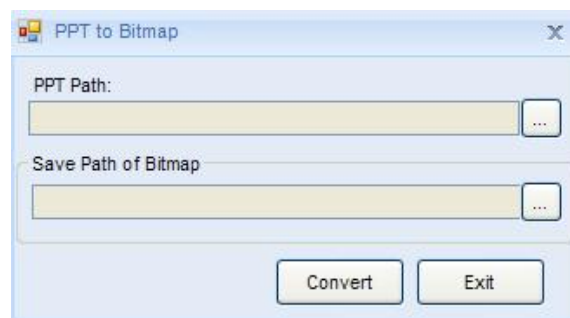 PPT to Bitmap
PPT Path:
...
Save Path of Bitmap
...
Convert Exit